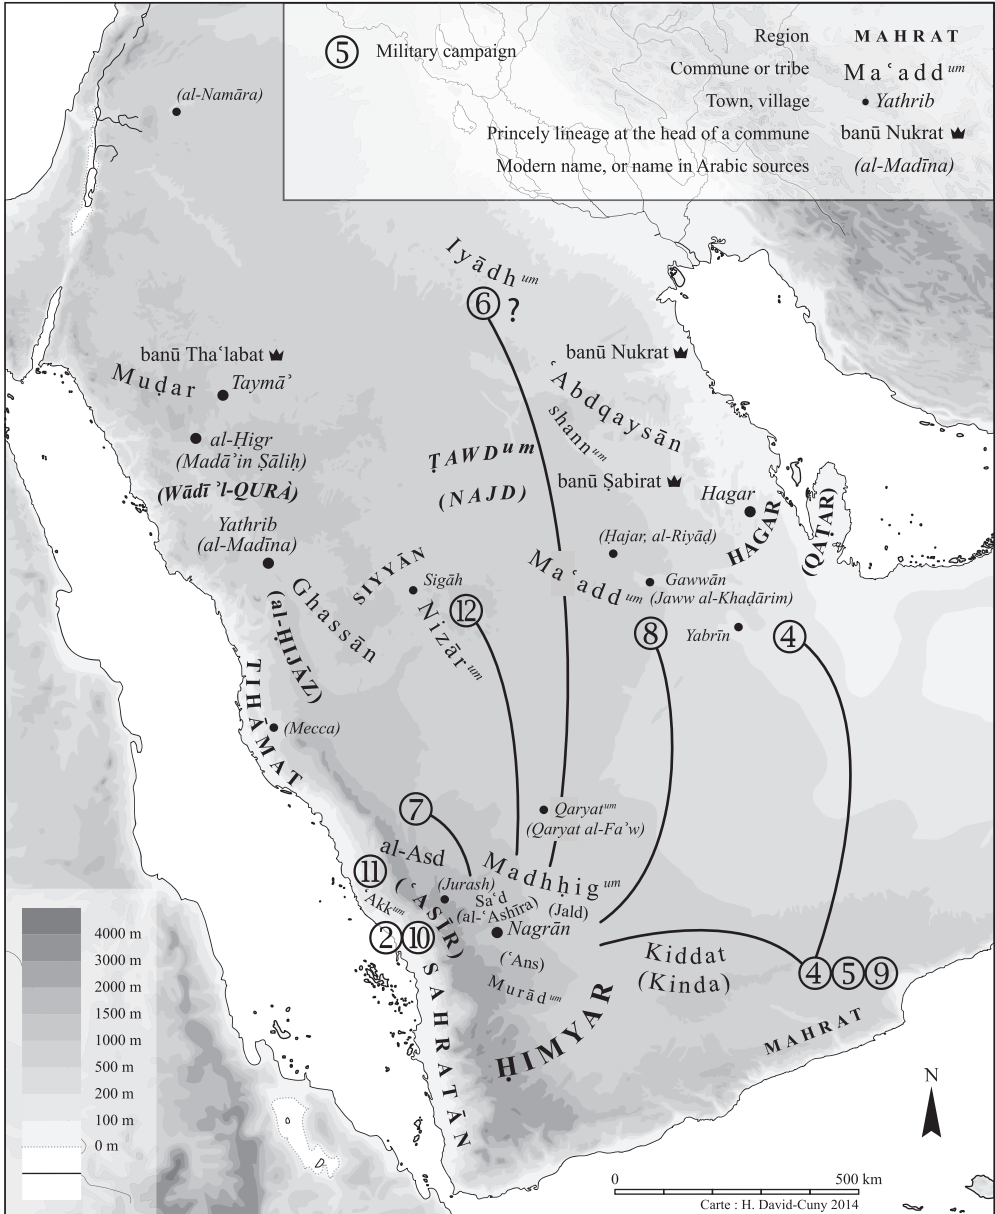 ⑤ Military campaign
Region MAHRAT
Commune or tribe Maʿadd um
Town, village • Yathrib
Princely lineage at the head of a commune banū Nukrat
Modern name, or name in Arabic sources (al-Madīna)
(al-Namāra)
Iyādh um
⑥ ?
banū Nukrat
banū Thaʿlabat
Muḍar
Taymāʾ
ʿAbdqaysān
shann um
al-Ḥigr
(Madāʾin Ṣāliḥ)
(Wādī ʾl-QURÀ)
ṬAWDum
(NAJD)
banū Ṣabirat
Hagar
HAGAR
(QAṬAR)
Yathrib
(al-Madīna)
(Ḥajar, al-Riyāḍ)
Maʿadd um
Gawwān
(Jaww al-Khaḍārim)
SIYYĀN
Sigāh
Nizār um
⑫
Ghassān
(al-ḤIJĀZ)
⑧
Yabrīn
④
TIHĀMAT
(Mecca)
⑦
Qaryatum
(Qaryat al-Faʾw)
al-Asd
⑪
Madhḥig um
(Jurash)
(ʿASĪR)
ʿAkkum
Saʿd
(al-ʿAshīra)
(Jald)
② ⑩
Nagrān
(ʿAns)
Kiddat
(Kinda)
④ ⑤ ⑨
Murād um
SAHRATĀN
ḤIMYAR
MAHRAT
4000 m
3000 m
2000 m
1500 m
1000 m
500 m
200 m
100 m
0 m
N
0 500 km
Carte : H. David-Cuny 2014